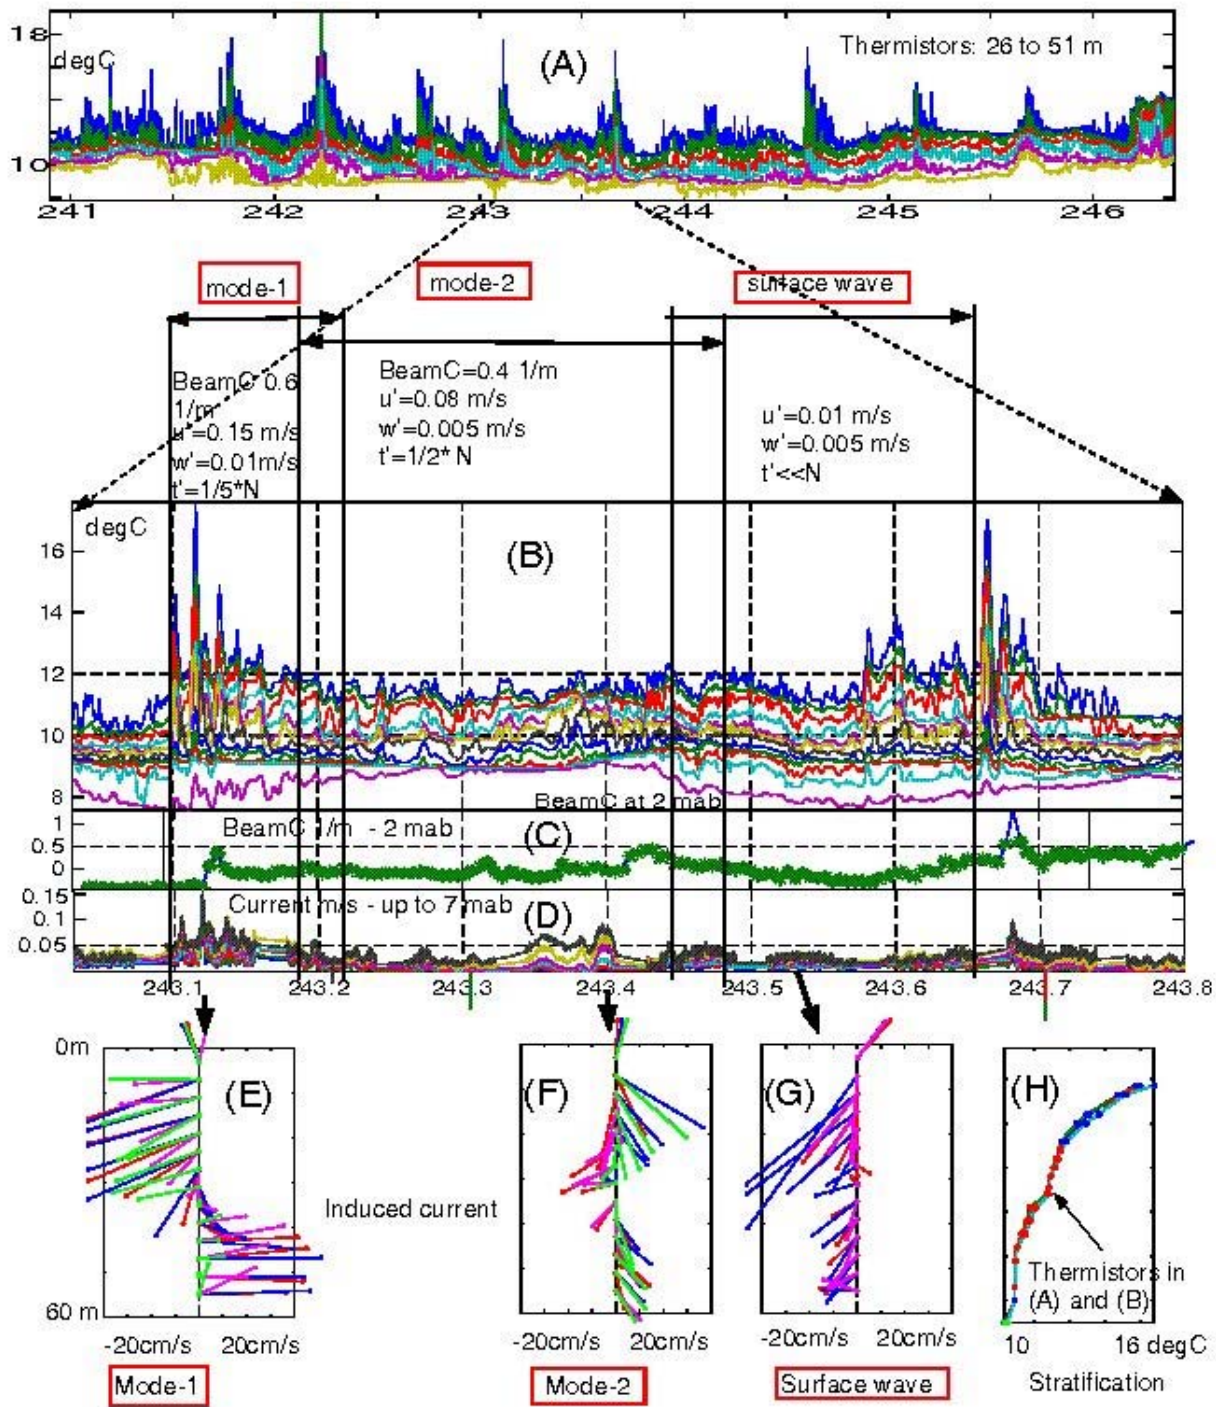 18
degC
(A)
Thermistors: 26 to 51 m
10
241 242 243 244 245 246
mode-1 mode-2 surface wave
BeamC 0.6
1/m
u'=0.15 m/s
w'=0.01m/s
t'=1/5*N
BeamC=0.4 1/m
u'=0.08 m/s
w'=0.005 m/s
t'=1/2* N
u'=0.01 m/s
w'=0.005 m/s
t'<<N
degC
(B)
16
14
12
10
8
BeamC at 2 mab
BeamC 1/m - 2 mab
(C)
1
0.5
0
Current m/s - up to 7 mab
(D)
0.15
0.1
0.05
243.1 243.2 243.3 243.4 243.5 243.6 243.7 243.8
0m
(E) (F) (G) (H)
Induced current
Thermistors in
(A) and (B)
60 m
-20cm/s 20cm/s -20cm/s 20cm/s -20cm/s 20cm/s 10 16 degC
Mode-1 Mode-2 Surface wave Stratification